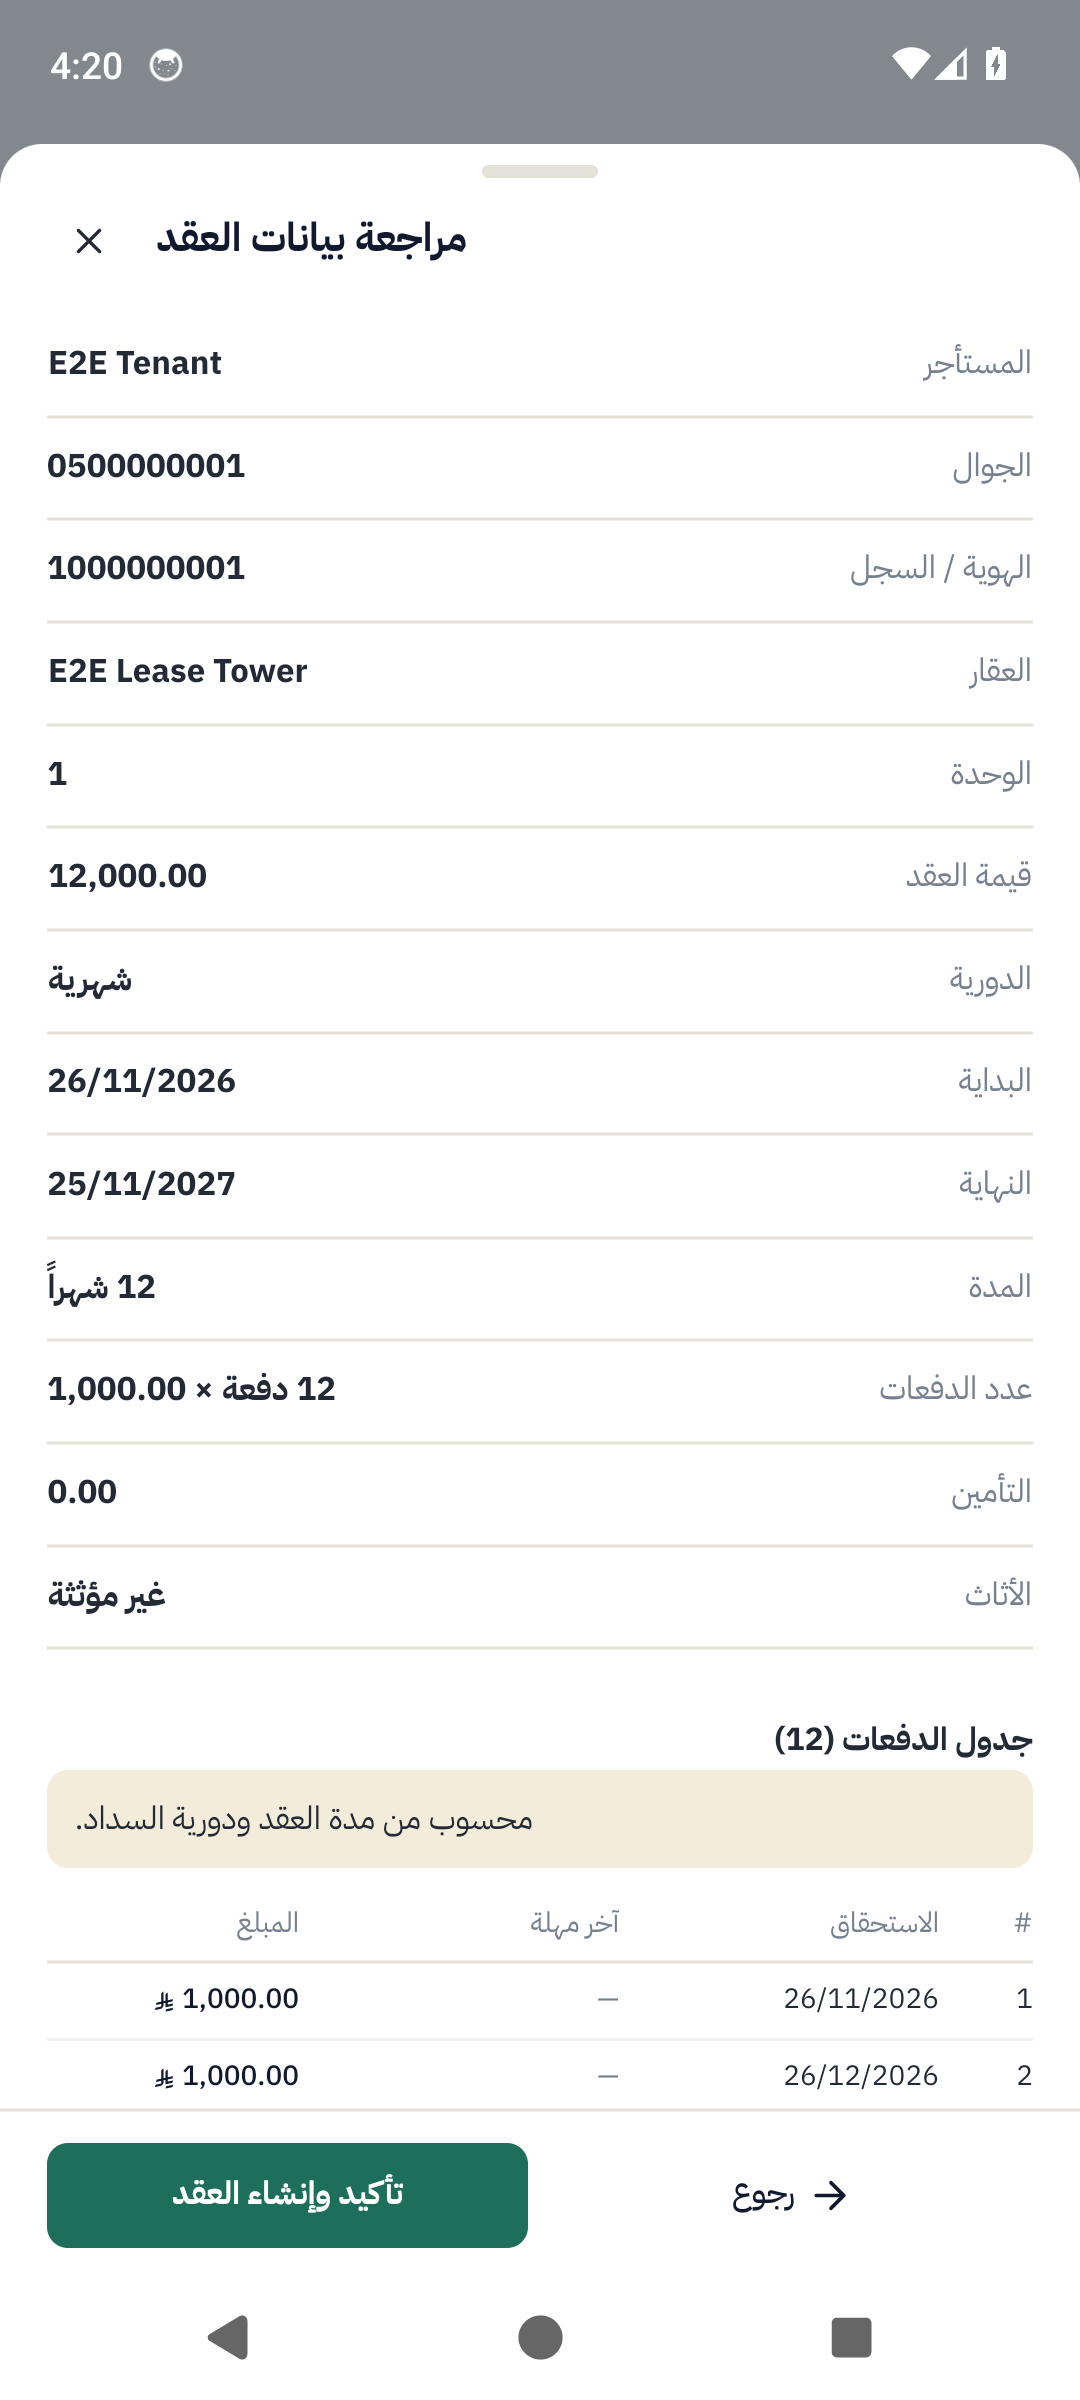 4:20
مراجعة بيانات العقد
المستأجر E2E Tenant
الجوال 0500000001
الهوية / السجل 1000000001
العقار E2E Lease Tower
الوحدة 1
قيمة العقد 12,000.00
الدورية شهرية
البداية 26/11/2026
النهاية 25/11/2027
المدة 12 شهراً
عدد الدفعات 12 دفعة × 1,000.00
التأمين 0.00
الأثاث غير مؤثثة
جدول الدفعات (12)
محسوب من مدة العقد ودورية السداد.
# الاستحقاق آخر مهلة المبلغ
1 26/11/2026 — 1,000.00 ⃁
2 26/12/2026 — 1,000.00 ⃁
رجوع
تأكيد وإنشاء العقد